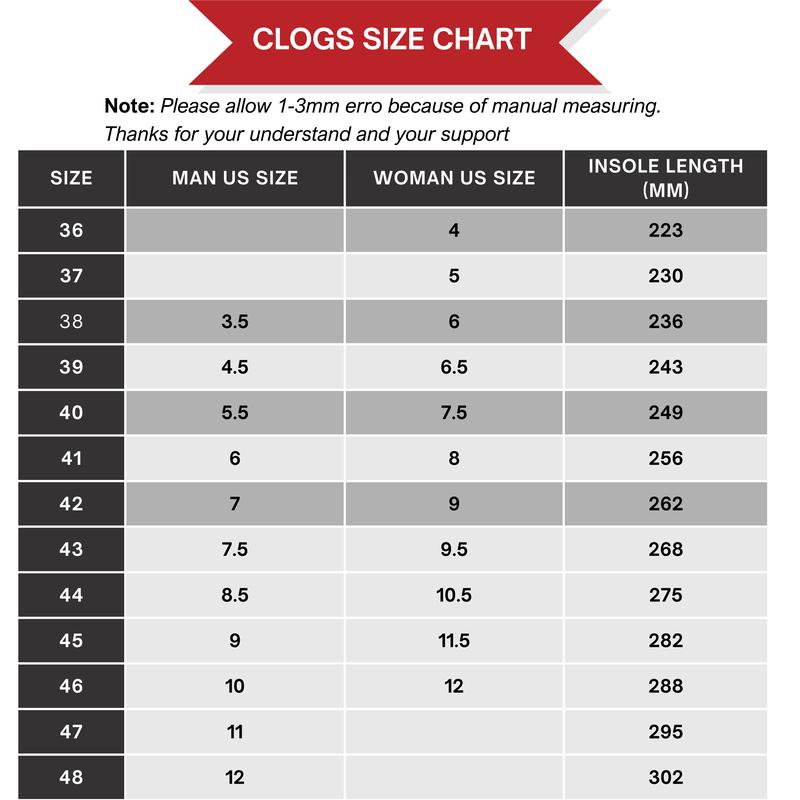 CLOGS SIZE CHART
Note: Please allow 1-3mm erro because of manual measuring.
Thanks for your understand and your support
SIZE MAN US SIZE WOMAN US SIZE INSOLE LENGTH (MM)
36 4 223
37 5 230
38 3.5 6 236
39 4.5 6.5 243
40 5.5 7.5 249
41 6 8 256
42 7 9 262
43 7.5 9.5 268
44 8.5 10.5 275
45 9 11.5 282
46 10 12 288
47 11 295
48 12 302